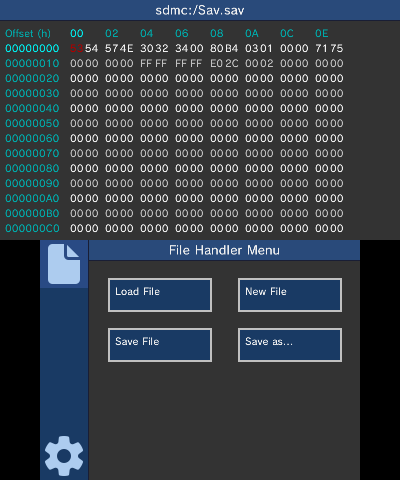 sdmc:/Sav.sav
Offset (h) 00 02 04 06 08 0A 0C 0E
00000000 54 574E 3032 3400 80B4 0301 0000 7175
00000010 0000 0000 FFFF FFFF E02C 0002 0000 0000
00000020 0000 0000 0000 0000 0000 0000 0000 0000
00000030 0000 0000 0000 0000 0000 0000 0000 0000
00000040 0000 0000 0000 0000 0000 0000 0000 0000
00000050 0000 0000 0000 0000 0000 0000 0000 0000
00000060 0000 0000 0000 0000 0000 0000 0000 0000
00000070 0000 0000 0000 0000 0000 0000 0000 0000
00000080 0000 0000 0000 0000 0000 0000 0000 0000
00000090 0000 0000 0000 0000 0000 0000 0000 0000
000000A0 0000 0000 0000 0000 0000 0000 0000 0000
000000B0 0000 0000 0000 0000 0000 0000 0000 0000
000000C0 0000 0000 0000 0000 0000 0000 0000 0000
File Handler Menu
Load File
New File
Save File
Save as...